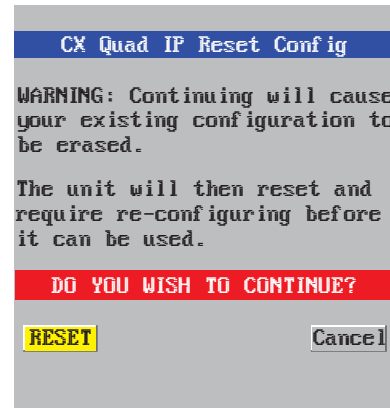 CX Quad IP Reset Config
WARNING: Continuing will cause
your existing configuration to
be erased.
The unit will then reset and
require re-configuring before
it can be used.
DO YOU WISH TO CONTINUE?
RESET
Cancel